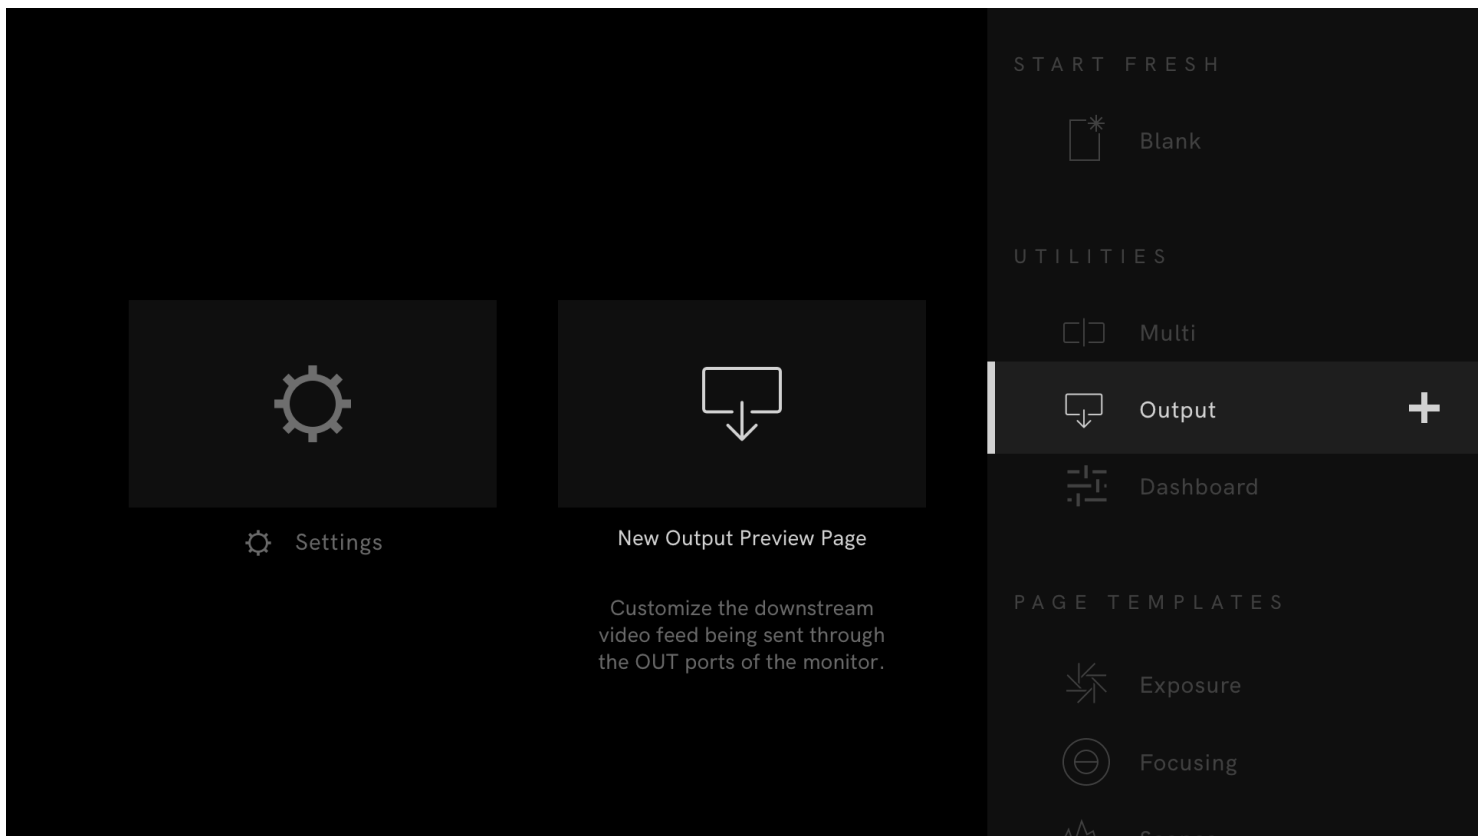 Settings
New Output Preview Page
Customize the downstream
video feed being sent through
the OUT ports of the monitor.
START FRESH
Blank
UTILITIES
Multi
Output
Dashboard
PAGE TEMPLATES
Exposure
Focusing